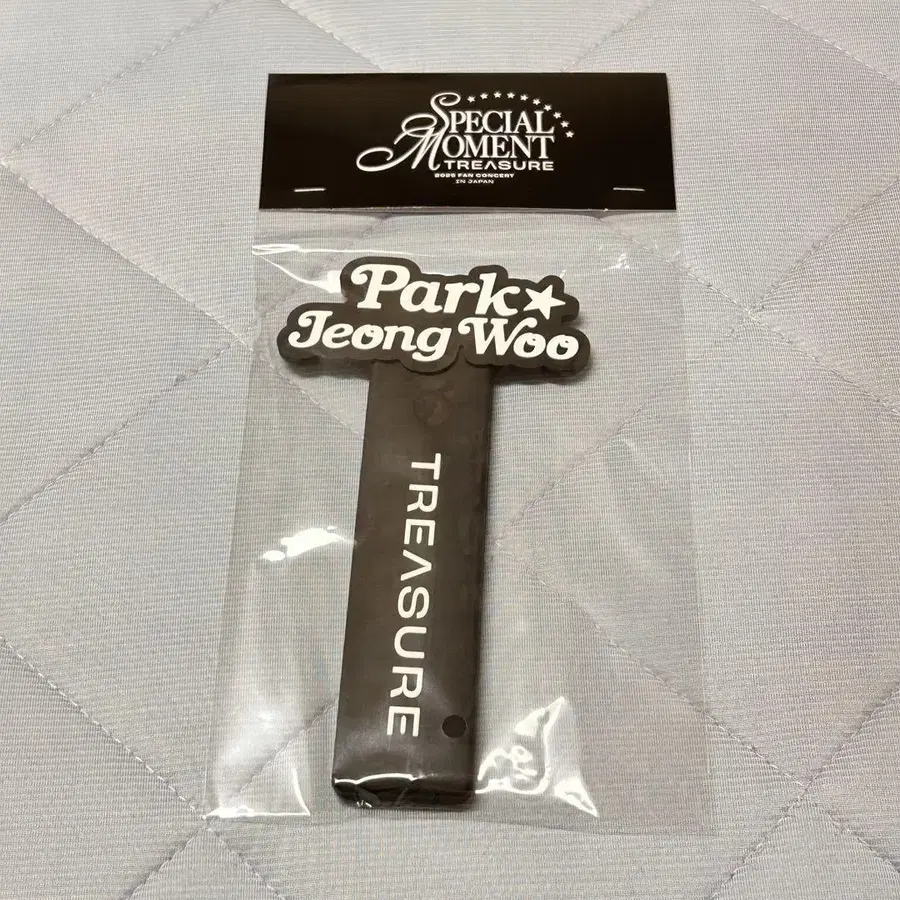 SPECIAL
MOMENT
TREASURE
2025 FAN CONCERT
IN JAPAN
Park★
Jeong Woo
TREASURE